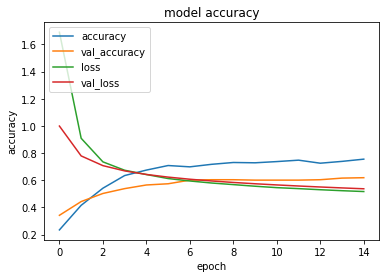 model accuracy
accuracy
val_accuracy
loss
val_loss
1.6
1.4
1.2
1.0
0.8
0.6
0.4
0.2
accuracy
0 2 4 6 8 10 12 14
epoch